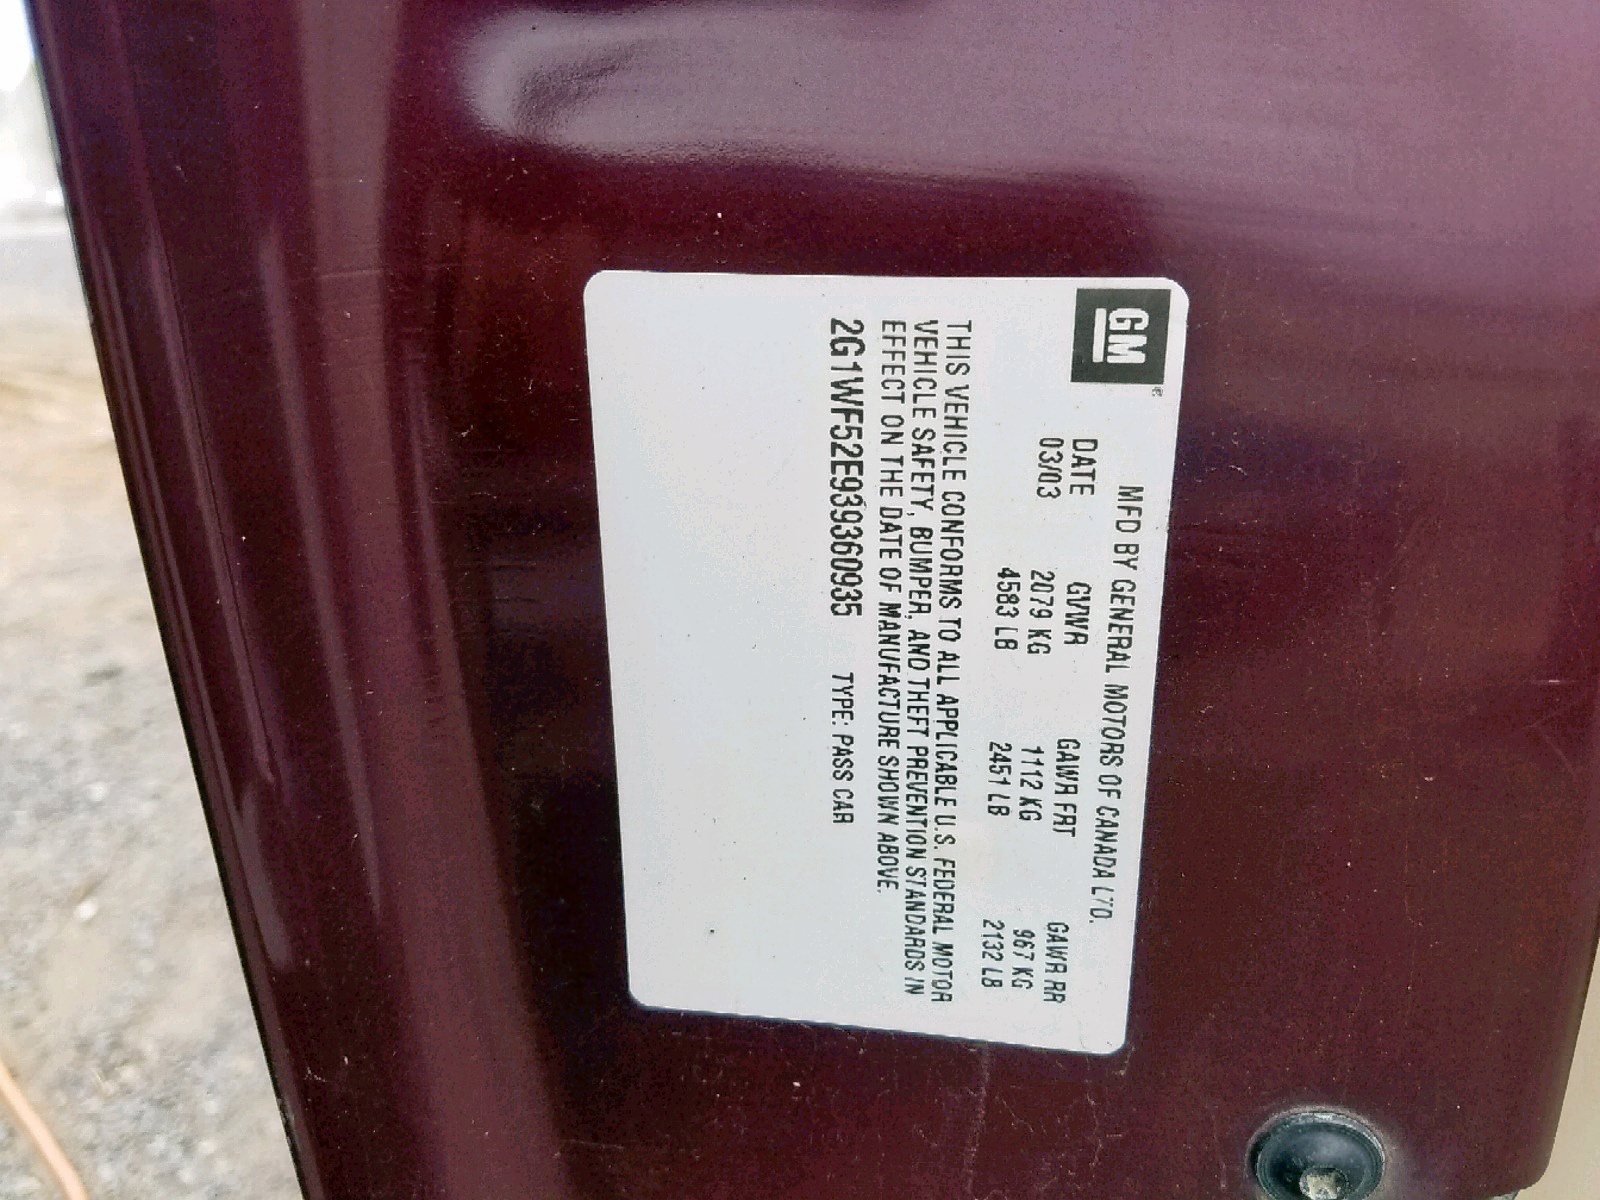 GM
®
MFD BY GENERAL MOTORS OF CANADA LTD.
DATE GVWR GAWR FRT GAWR RR
03/03 2079 KG 1112 KG 967 KG
4583 LB 2451 LB 2132 LB
THIS VEHICLE CONFORMS TO ALL APPLICABLE U.S. FEDERAL MOTOR
VEHICLE SAFETY, BUMPER, AND THEFT PREVENTION STANDARDS IN
EFFECT ON THE DATE OF MANUFACTURE SHOWN ABOVE.
2G1WF52E939360935 TYPE: PASS CAR